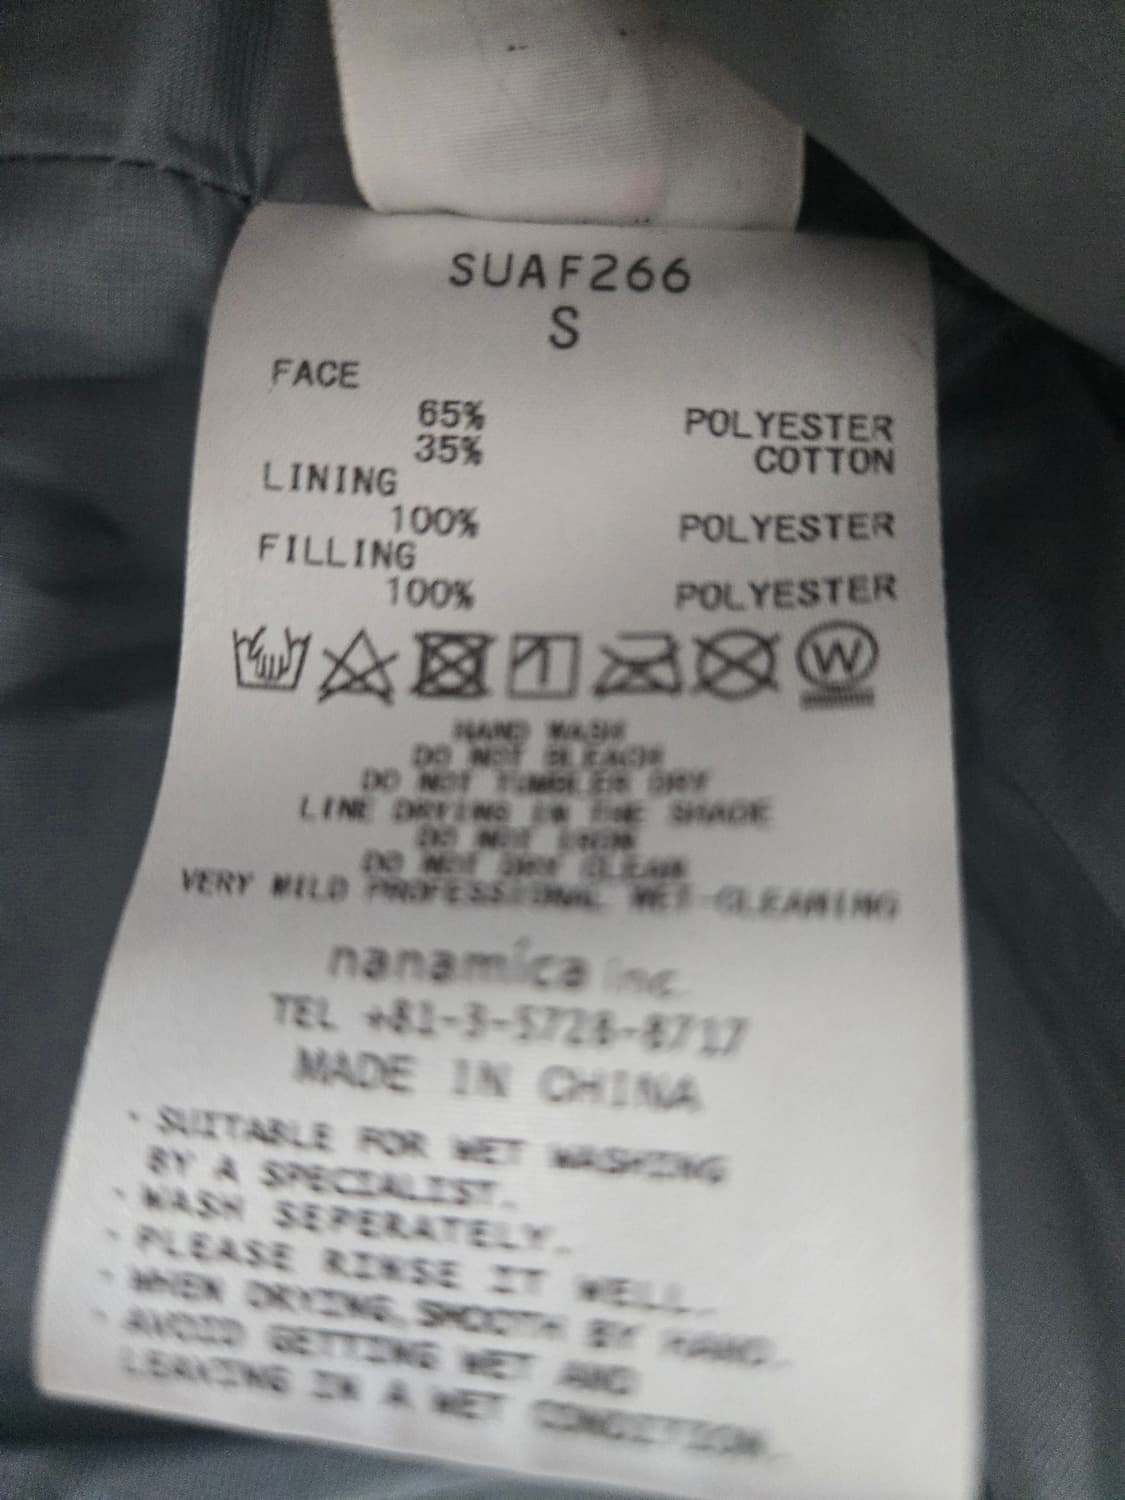 SUAF266
S
FACE
65% POLYESTER
35% COTTON
LINING
100% POLYESTER
FILLING
100% POLYESTER
W
HAND WASH
DO NOT BLEACH
DO NOT TUMBLER DRY
LINE DRYING IN THE SHADE
DO NOT IRON
DO NOT DRY CLEAN
VERY MILD PROFESSIONAL WET-CLEANING
nanamica inc.
TEL +81-3-5728-8717
MADE IN CHINA
・SUITABLE FOR WET WASHING
BY A SPECIALIST.
・WASH SEPERATELY.
・PLEASE RINSE IT WELL.
・WHEN DRYING, SMOOTH BY HAND.
・AVOID GETTING WET AND
LEAVING IN A WET CONDITION.